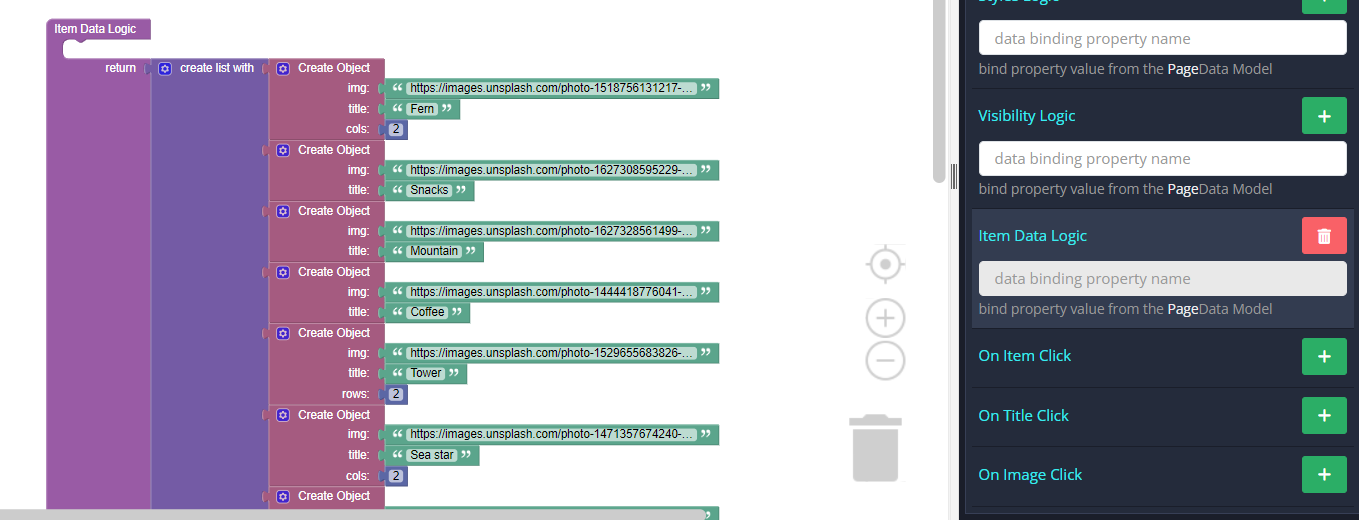 Item Data Logic
return create list with Create Object
img: “ https://images.unsplash.com/photo-1518756131217-... ”
title: “ Fern ”
cols: 2
Create Object
img: “ https://images.unsplash.com/photo-1627308595229-... ”
title: “ Snacks ”
Create Object
img: “ https://images.unsplash.com/photo-1627328561499-... ”
title: “ Mountain ”
Create Object
img: “ https://images.unsplash.com/photo-1444418776041-... ”
title: “ Coffee ”
Create Object
img: “ https://images.unsplash.com/photo-1529655683826-... ”
title: “ Tower ”
rows: 2
Create Object
img: “ https://images.unsplash.com/photo-1471357674240-... ”
title: “ Sea star ”
cols: 2
Create Object
data binding property name
bind property value from the PageData Model
Visibility Logic
data binding property name
bind property value from the PageData Model
Item Data Logic
data binding property name
bind property value from the PageData Model
On Item Click
On Title Click
On Image Click